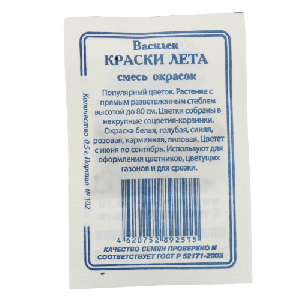 Василек
КРАСКИ ЛЕТА
смесь окрасок
Популярный цветок. Растение с
прямым разветвленным стеблем
высотой до 80 см. Цветки собраны в
некрупные соцветия-корзинки.
Окраска белая, голубая, синяя,
розовая, карминная, лиловая. Цветет
с июня по сентябрь. Используют для
оформления цветников, цветущих
газонов и для срезки.
Количество 0,5 г Партия № 102
4 620752 892515
КАЧЕСТВО СЕМЯН ПРОВЕРЕНО И
СООТВЕТСТВУЕТ ГОСТ Р 52171-2003